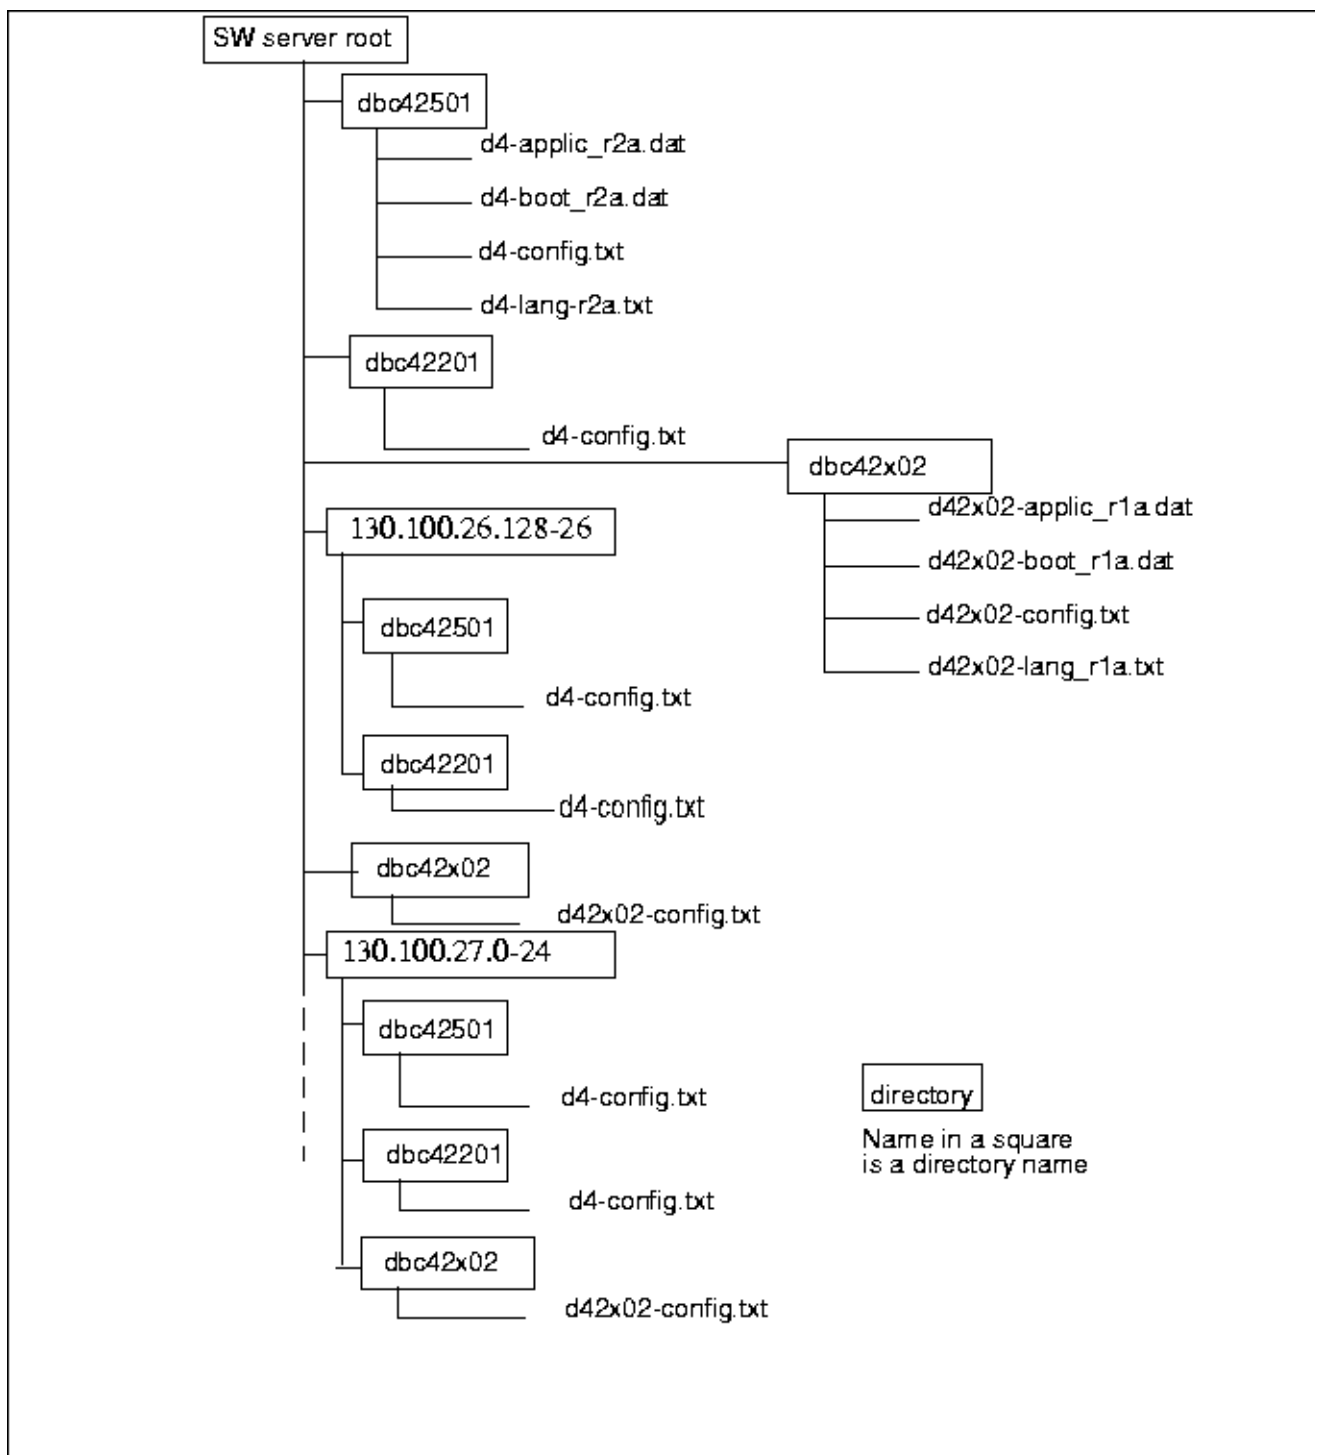 SW server root
dbc42501
d4-applic_r2a.dat
d4-boot_r2a.dat
d4-config.txt
d4-lang-r2a.txt
dbc42201
d4-config.txt
dbc42x02
d42x02-applic_r1a.dat
d42x02-boot_r1a.dat
d42x02-config.txt
d42x02-lang_r1a.txt
130.100.26.128-26
dbc42501
d4-config.txt
dbc42201
d4-config.txt
dbc42x02
d42x02-config.txt
130.100.27.0-24
dbc42501
d4-config.txt
dbc42201
d4-config.txt
dbc42x02
d42x02-config.txt
directory
Name in a square
is a directory name